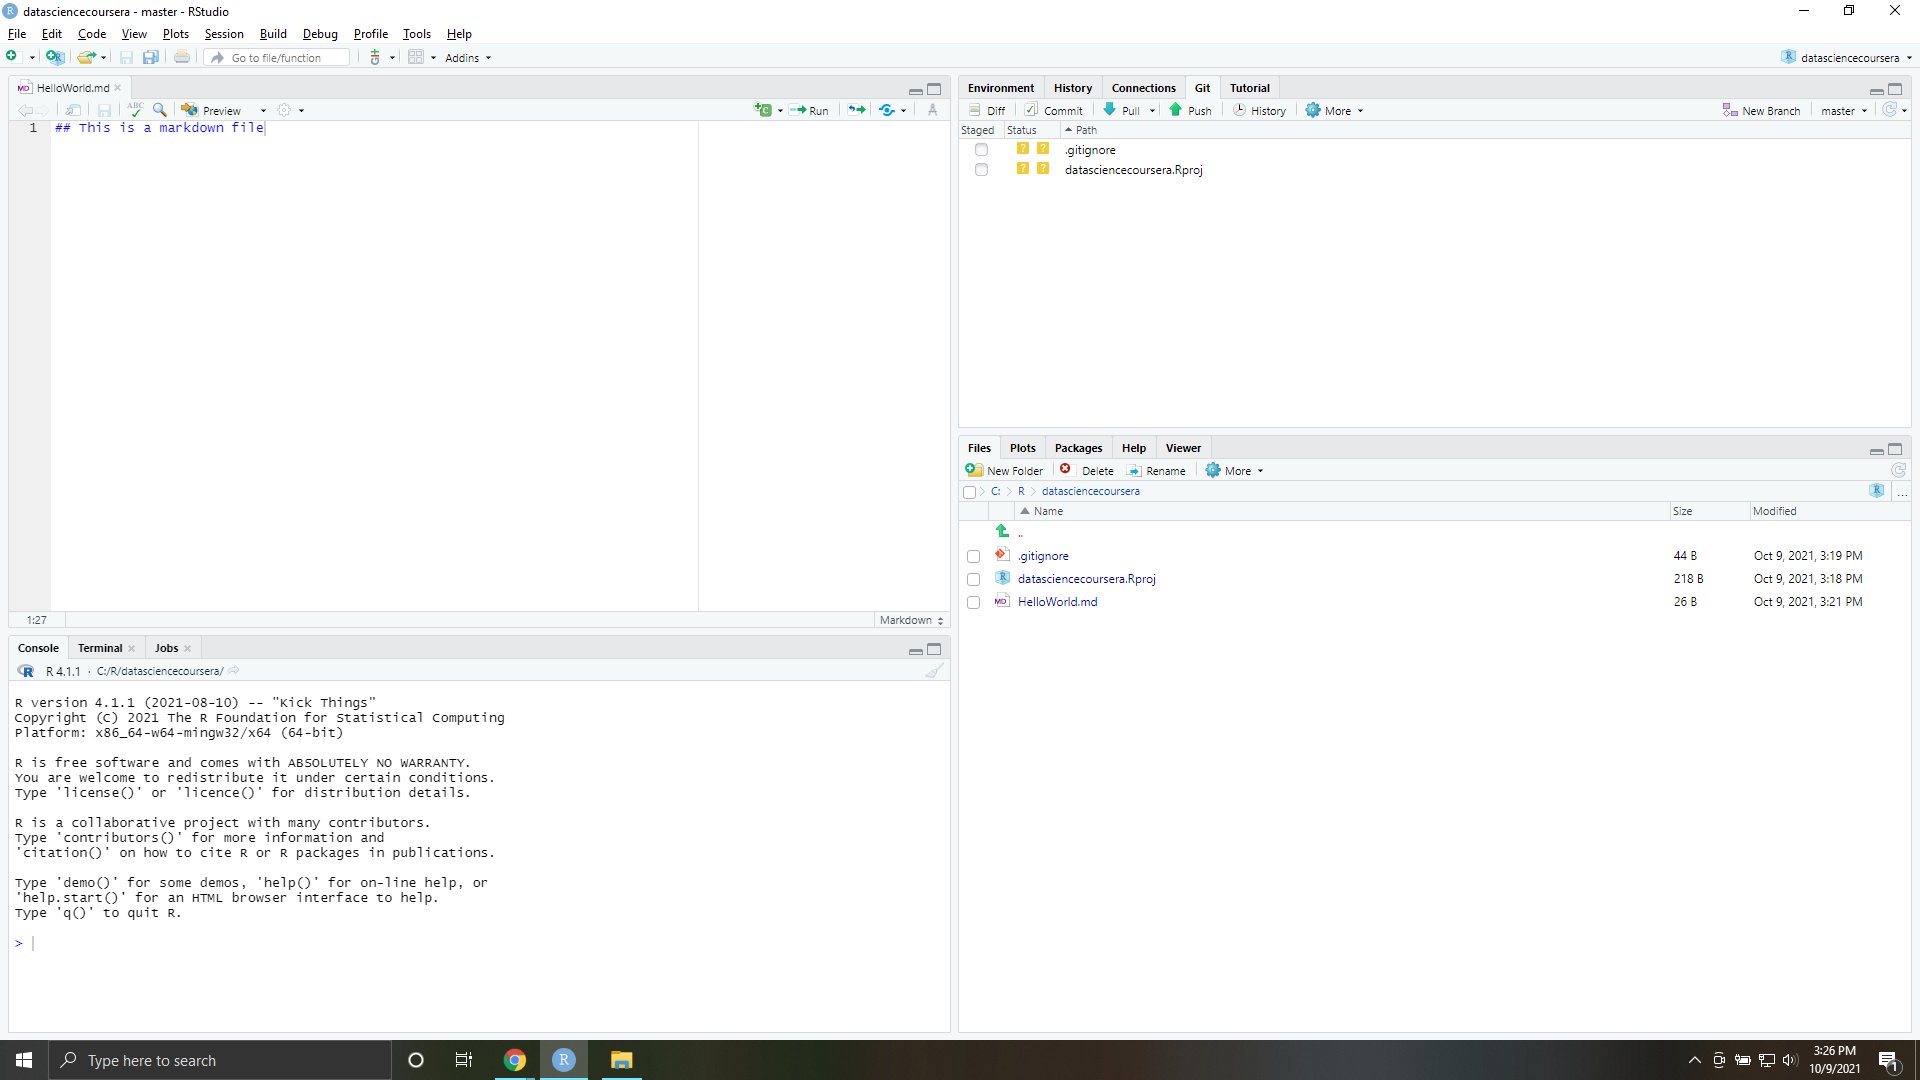 datasciencecoursera - master - RStudio
File Edit Code View Plots Session Build Debug Profile Tools Help
Go to file/function
Addins
datasciencecoursera
HelloWorld.md
ABC
Preview
Run
1 ## This is a markdown file
1:27
Markdown
Console Terminal Jobs
R 4.1.1 · C:/R/datasciencecoursera/
R version 4.1.1 (2021-08-10) -- "Kick Things"
Copyright (C) 2021 The R Foundation for Statistical Computing
Platform: x86_64-w64-mingw32/x64 (64-bit)
R is free software and comes with ABSOLUTELY NO WARRANTY.
You are welcome to redistribute it under certain conditions.
Type 'license()' or 'licence()' for distribution details.
R is a collaborative project with many contributors.
Type 'contributors()' for more information and
'citation()' on how to cite R or R packages in publications.
Type 'demo()' for some demos, 'help()' for on-line help, or
'help.start()' for an HTML browser interface to help.
Type 'q()' to quit R.
>
Environment History Connections Git Tutorial
Diff Commit Pull Push History More New Branch master
Staged Status Path
? ? .gitignore
? ? datasciencecoursera.Rproj
Files Plots Packages Help Viewer
New Folder Delete Rename More
C: R datasciencecoursera ...
Name Size Modified
..
.gitignore 44 B Oct 9, 2021, 3:19 PM
datasciencecoursera.Rproj 218 B Oct 9, 2021, 3:18 PM
MD HelloWorld.md 26 B Oct 9, 2021, 3:21 PM
Type here to search
3:26 PM
10/9/2021
1